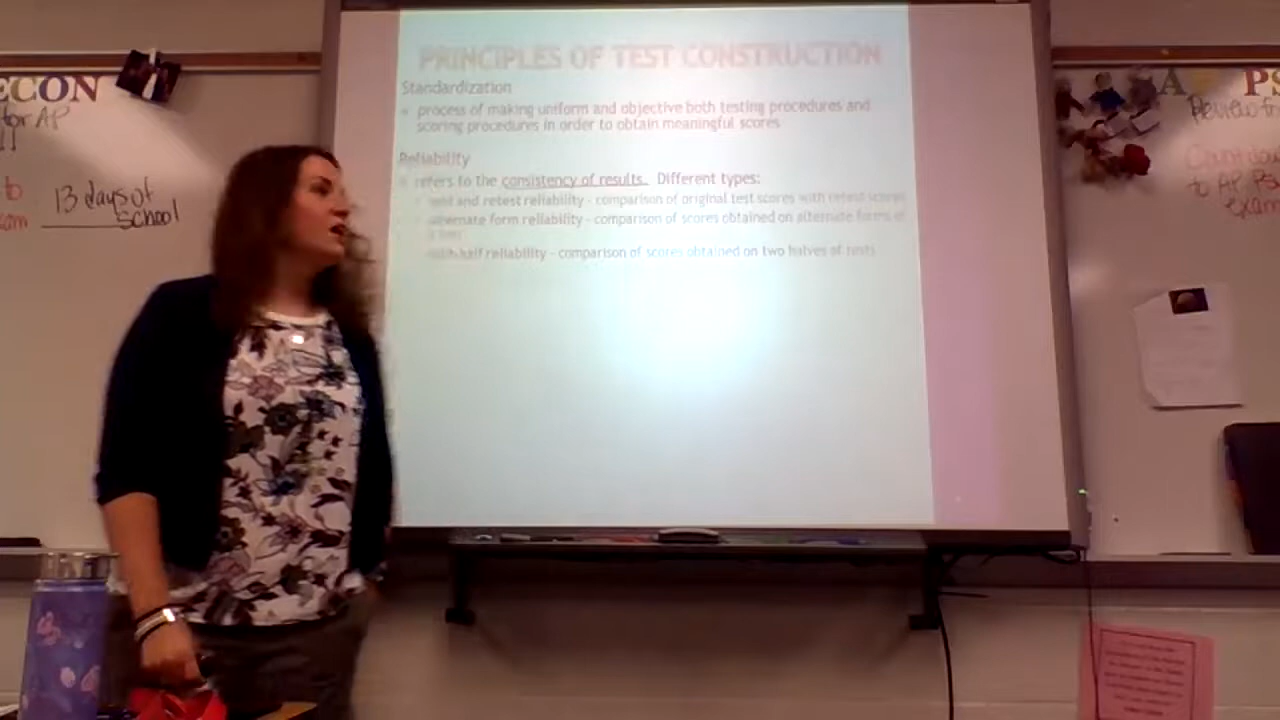 ECON
for AP
to
13 days of
school
PRINCIPLES OF TEST CONSTRUCTION
Standardization
process of making uniform and objective both testing procedures and
scoring procedures in order to obtain meaningful scores
Reliability
refers to the consistency of results. Different types:
test and retest reliability - comparison of original test scores with retest scores
alternate form reliability - comparison of scores obtained on alternate forms of
half reliability - comparison of scores obtained on two halves of tests
A PS
Review for
to AP Psy
exam